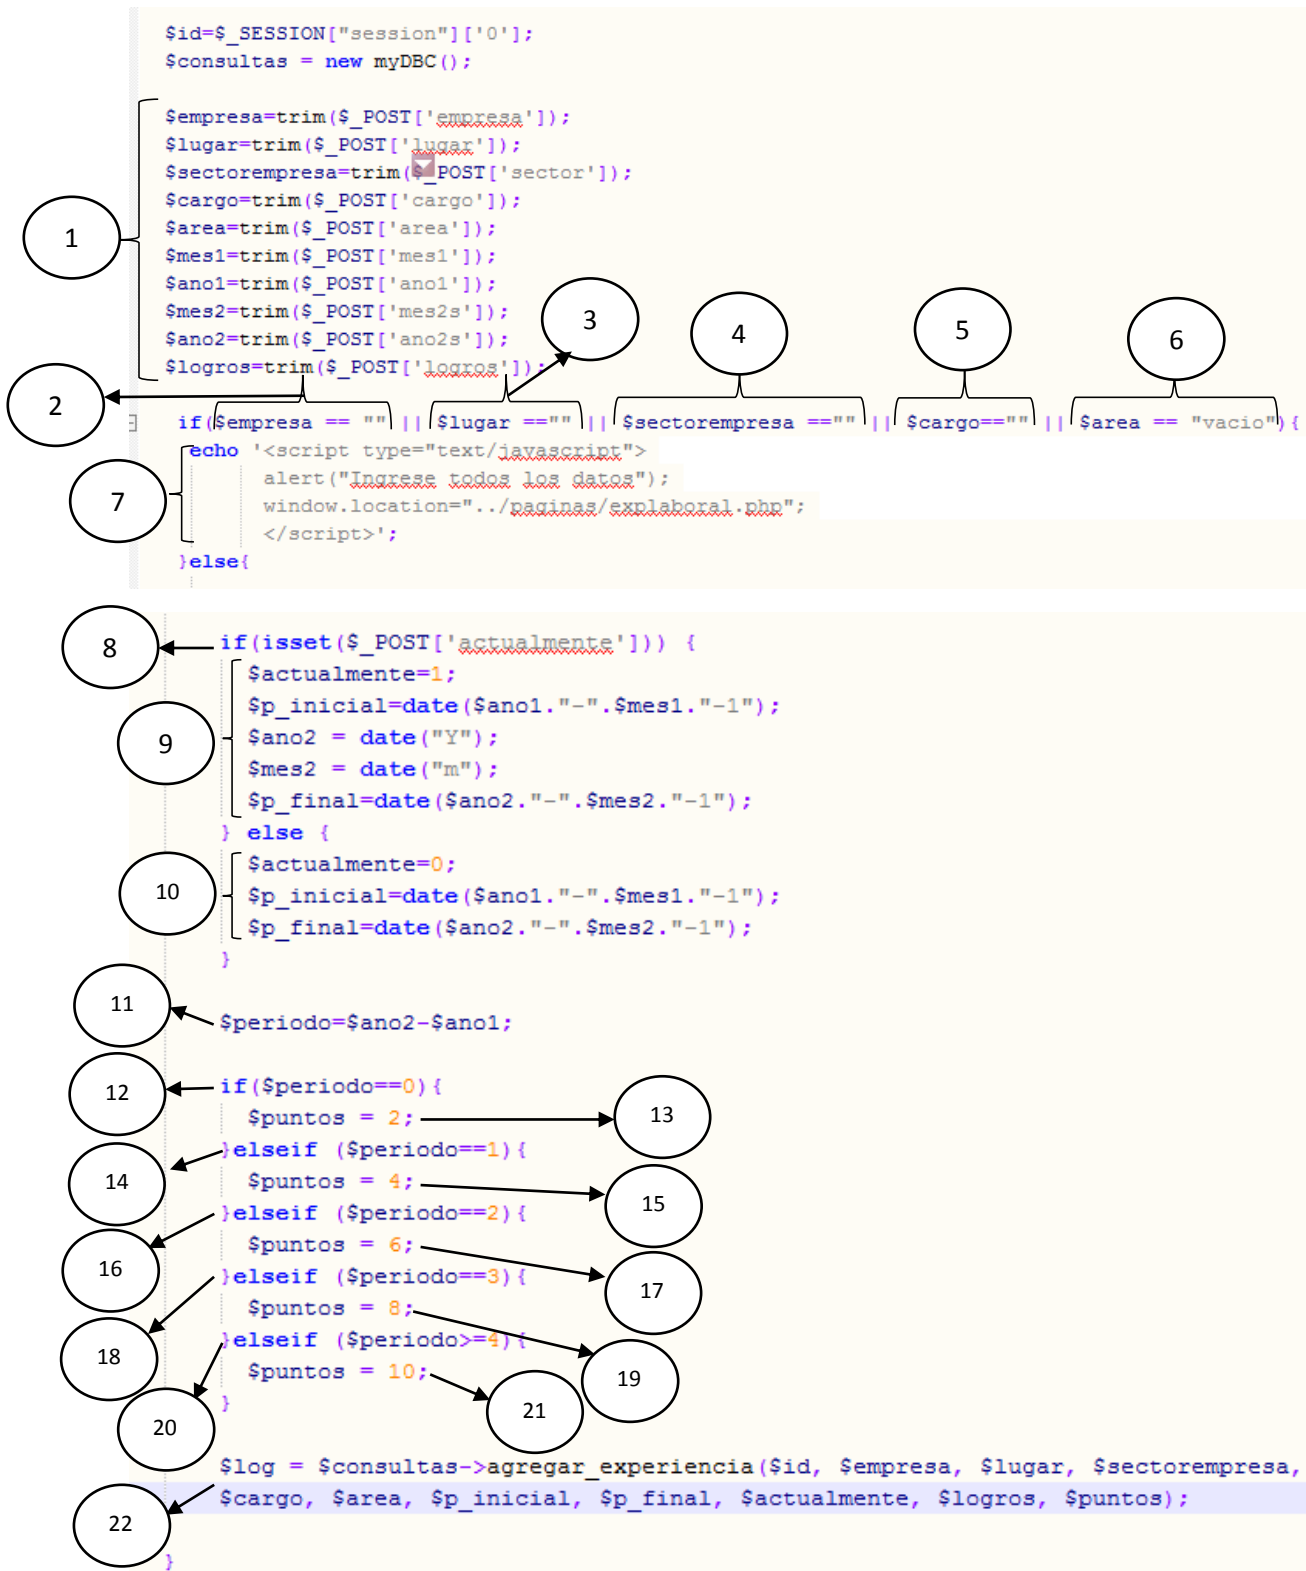 $id=$_SESSION["session"]['0'];
$consultas = new myDBC();
$empresa=trim($_POST['empresa']);
$lugar=trim($_POST['lugar']);
$sectorempresa=trim($_POST['sector']);
$cargo=trim($_POST['cargo']);
1
$area=trim($_POST['area']);
$mes1=trim($_POST['mes1']);
$ano1=trim($_POST['ano1']);
$mes2=trim($_POST['mes2s']);
3
4
5
6
$ano2=trim($_POST['ano2s']);
$logros=trim($_POST['logros']);
2
if($empresa == "" || $lugar =="" || $sectorempresa =="" || $cargo=="" || $area == "vacio"){
echo '<script type="text/javascript">
alert("Ingrese todos los datos");
7
window.location="../paginas/explaboral.php";
</script>';
}else{
8
if(isset($_POST['actualmente'])) {
$actualmente=1;
$p_inicial=date($ano1."-".$mes1."-1");
9
$ano2 = date("Y");
$mes2 = date("m");
$p_final=date($ano2."-".$mes2."-1");
} else {
$actualmente=0;
10
$p_inicial=date($ano1."-".$mes1."-1");
$p_final=date($ano2."-".$mes2."-1");
}
11
$periodo=$ano2-$ano1;
12
if($periodo==0){
$puntos = 2;
13
}elseif ($periodo==1){
14
$puntos = 4;
15
}elseif ($periodo==2){
$puntos = 6;
16
}elseif ($periodo==3){
17
$puntos = 8;
}elseif ($periodo>=4){
18
$puntos = 10;
19
}
21
20
$log = $consultas->agregar_experiencia($id, $empresa, $lugar, $sectorempresa,
$cargo, $area, $p_inicial, $p_final, $actualmente, $logros, $puntos);
22
}